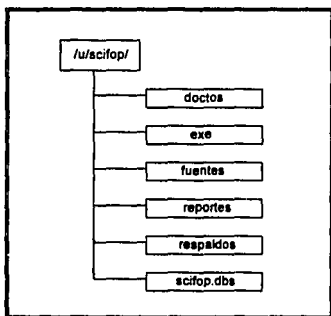 /u/scifop/
doctos
exe
fuentes
reportes
respaldos
scifop.dbs